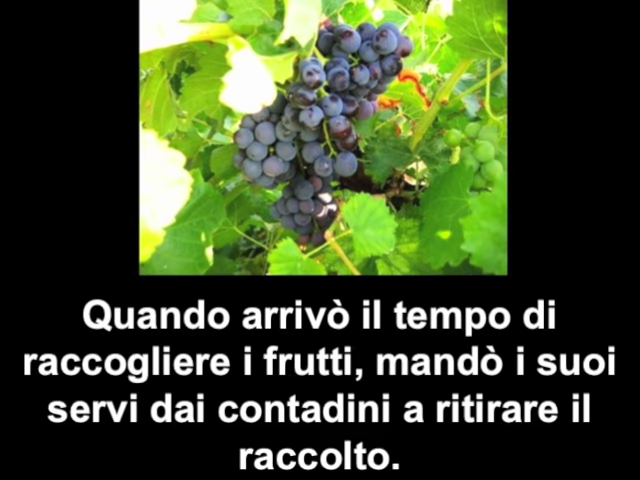 Quando arrivò il tempo di
raccogliere i frutti, mandò i suoi
servi dai contadini a ritirare il
raccolto.